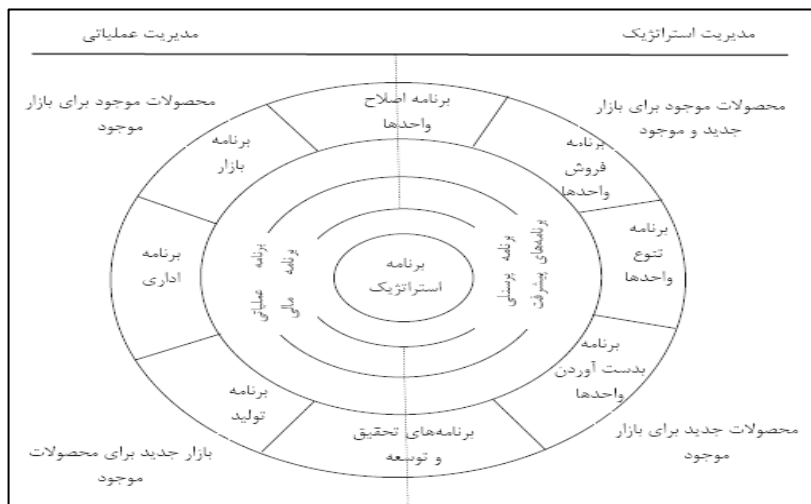 مدیریت استراتژیک
مدیریت عملیاتی
محصولات موجود برای بازار
جدید و موجود
محصولات موجود برای بازار
موجود
برنامه اصلاح
واحدها
برنامه
فروش
واحدها
برنامه
بازار
برنامه
تنوع
واحدها
برنامه
اداری
برنامه‌های پیشرفت
برنامه پرسنلی
برنامه
استراتژیک
برنامه مالی
برنامه عملیاتی
برنامه
بدست آوردن
واحدها
برنامه
تولید
برنامه‌های تحقیق
و توسعه
محصولات جدید برای بازار
موجود
بازار جدید برای محصولات
موجود